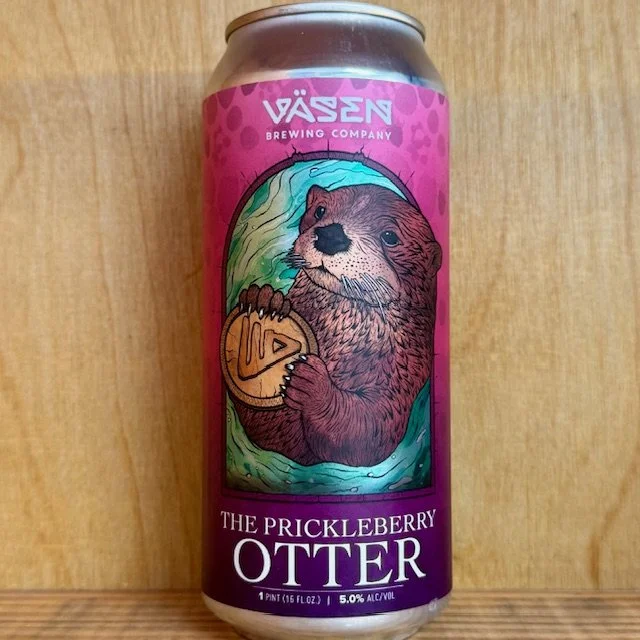 VÄSEN
BREWING COMPANY
THE PRICKLEBERRY
OTTER
1 PINT (16 FL.OZ.) | 5.0% ALC/VOL